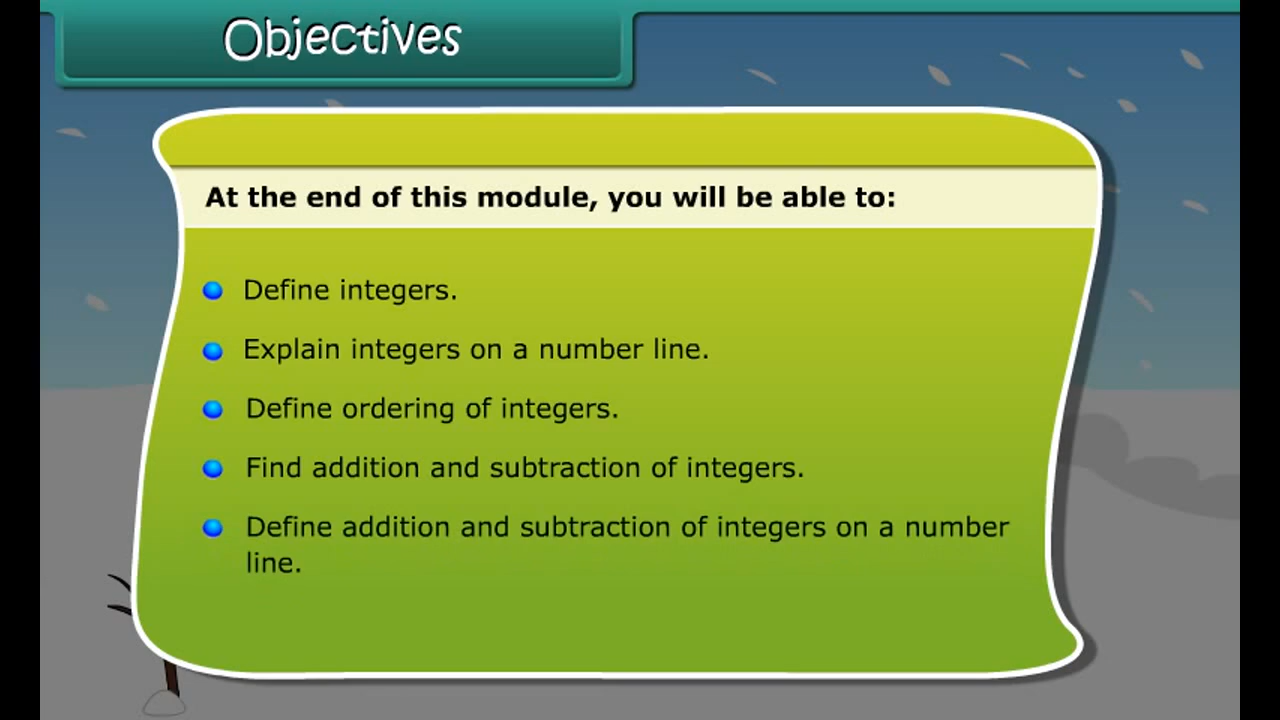 Objectives
At the end of this module, you will be able to:
Define integers.
Explain integers on a number line.
Define ordering of integers.
Find addition and subtraction of integers.
Define addition and subtraction of integers on a number
line.